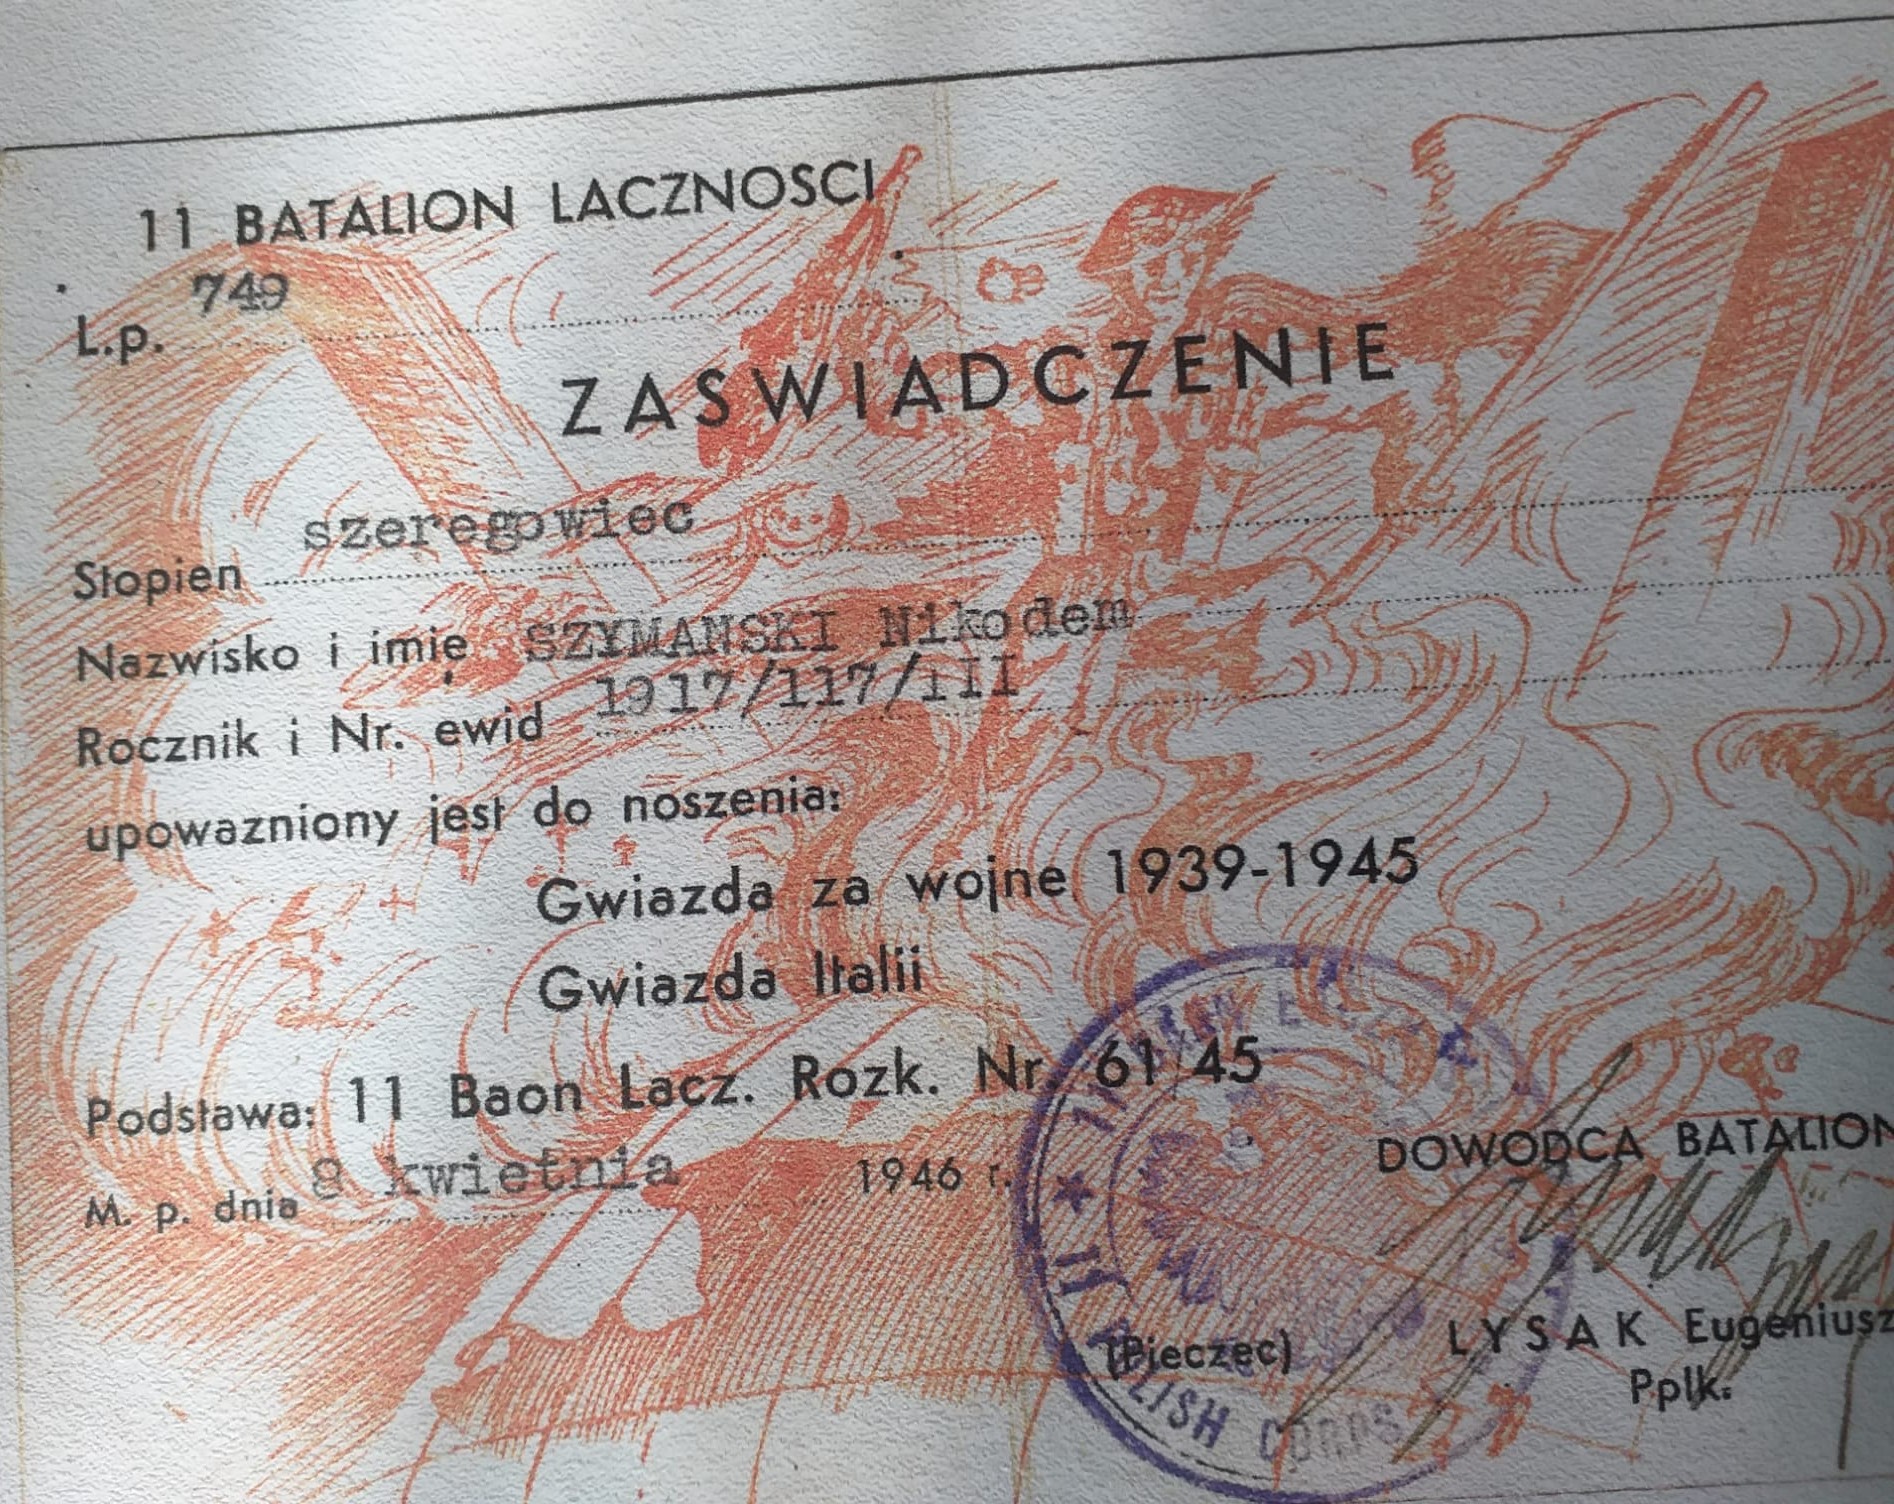 11 BATALION LACZNOSCI
L.p. 749
ZASWIADCZENIE
Stopien szeregowiec
Nazwisko i imię SZYMANSKI Nikodem
Rocznik i Nr. ewid 1917/117/III
upowazniony jest do noszenia:
Gwiazda za wojne 1939-1945
Gwiazda Italii
Podstawa: 11 Baon Lacz. Rozk. Nr. 61/45
M. p. dnia 8 kwietnia 1946 r.
DOWODCA BATALION
LYSAK Eugeniusz
Pplk.
(Pieczec)
POLISH CORPS